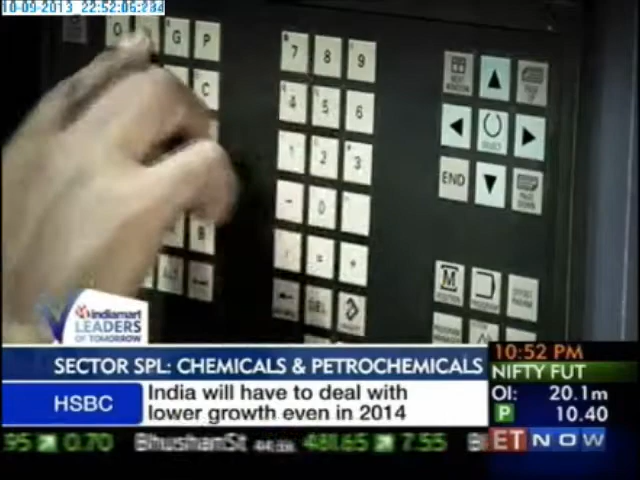 10-09-2013 22:52:06:284
O
G
P
7
8
9
C
4
5
6
SELECT
1
2
3
END
-
0
.
B
/
=
+
M
indiamart
LEADERS
OF TOMORROW
SECTOR SPL: CHEMICALS & PETROCHEMICALS
10:52 PM
NIFTY FUT
HSBC
India will have to deal with
lower growth even in 2014
OI: 20.1m
P 10.40
.95 0.70 BhushanSt 481.65 7.55
ET NOW